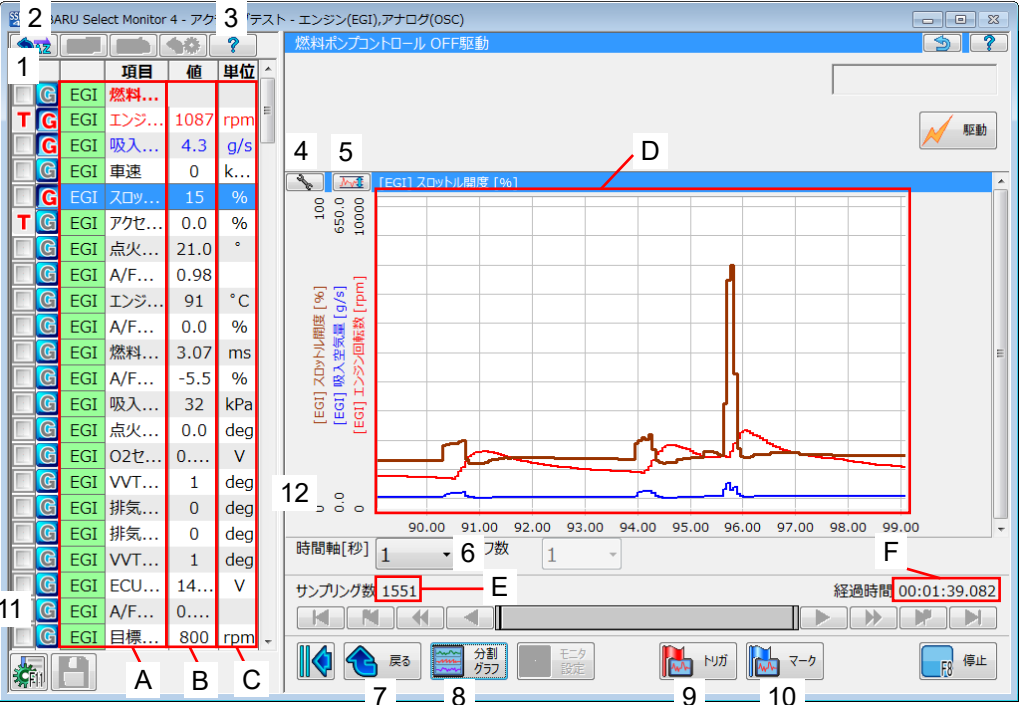 2
3
1
BARU Select Monitor 4 - アク
テスト - エンジン(EGI),アナログ(OSC)
AZ
?
燃料ポンプコントロール OFF駆動
?
駆動
項目 値 単位
G EGI 燃料...
T G EGI エンジ... 1087 rpm
G EGI 吸入... 4.3 g/s
G EGI 車速 0 k...
G EGI スロッ... 15 %
T G EGI アクセ... 0.0 %
G EGI 点火... 21.0 °
G EGI A/F... 0.98
G EGI エンジ... 91 °C
G EGI A/F... 0.0 %
G EGI 燃料... 3.07 ms
G EGI A/F... -5.5 %
G EGI 吸入... 32 kPa
G EGI 点火... 0.0 deg
G EGI O2セ... 0.... V
G EGI VVT... 1 deg
G EGI 排気... 0 deg
G EGI 排気... 0 deg
G EGI VVT... 1 deg
G EGI ECU... 14... V
G EGI A/F... 0....
G EGI 目標... 800 rpm
11
A
B
C
F11
4
5
D
[EGI] スロットル開度 [%]
100
650.0
10000
[EGI] スロットル開度 [%]
[EGI] 吸入空気量 [g/s]
[EGI] エンジン回転数 [rpm]
12
0
0.0
0
90.00 91.00 92.00 93.00 94.00 95.00 96.00 97.00 98.00 99.00
時間軸[秒] 1
6
フ数 1
E
F
サンプリング数 1551
経過時間 00:01:39.082
戻る
分割
グラフ
モニタ
設定
トリガ
マーク
F8 停止
7
8
9
10